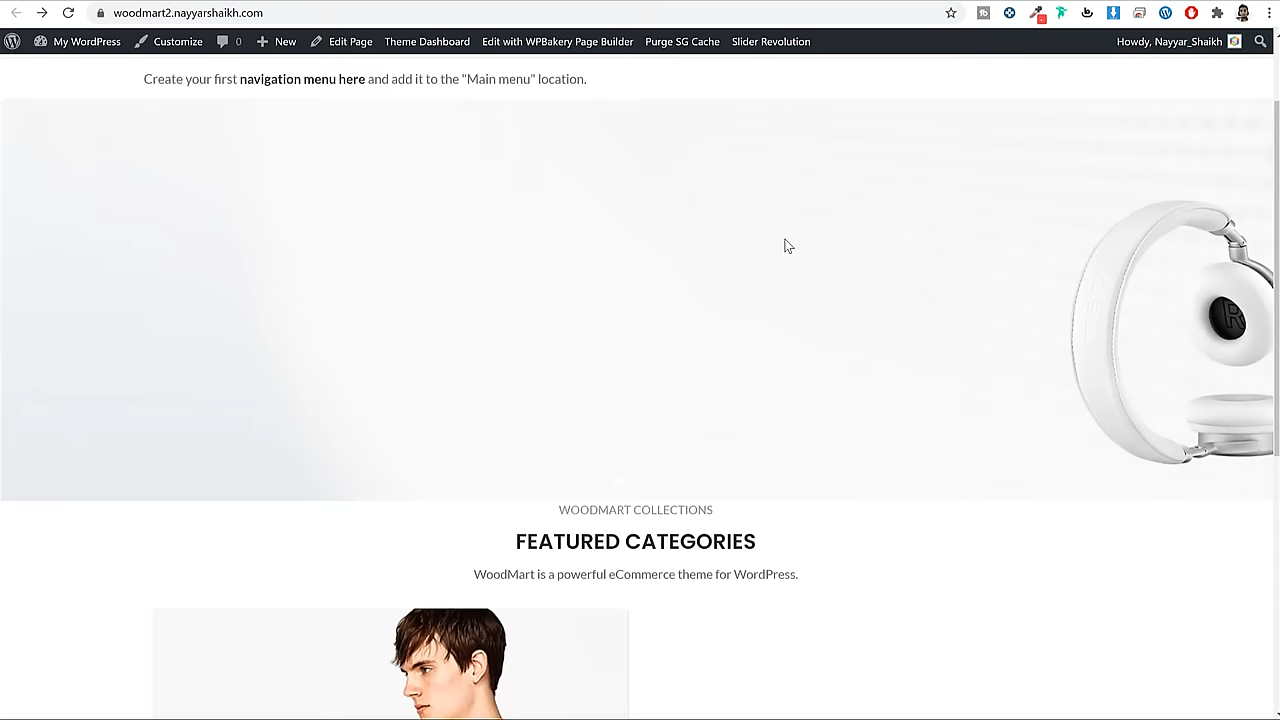 woodmart2.nayyarshaikh.com
My WordPress Customize 0 New Edit Page Theme Dashboard Edit with WPBakery Page Builder Purge SG Cache Slider Revolution Howdy, Nayyar_Shaikh
Create your first navigation menu here and add it to the "Main menu" location.
R
WOODMART COLLECTIONS
FEATURED CATEGORIES
WoodMart is a powerful eCommerce theme for WordPress.